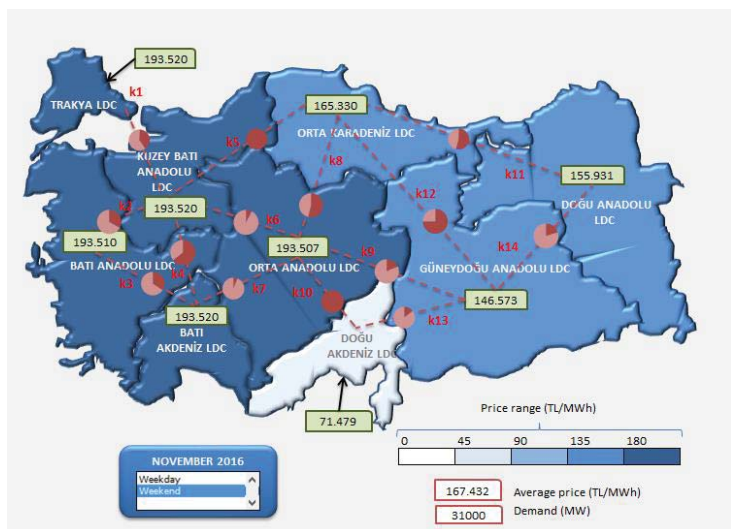 193.520
TRAKYA LDC
k1
165.330
ORTA KARADENİZ LDC
k5
KUZEY BATI
ANADOLU
LDC
k8
k11
155.931
DOĞU ANADOLU
LDC
k12
193.520
k6
193.510
BATI ANADOLU LDC
193.507
ORTA ANADOLU LDC
k9
k14
GÜNEYDOĞU ANADOLU LDC
k3
k4
k7
k10
146.573
193.520
BATI
AKDENİZ LDC
k13
DOĞU
AKDENİZ LDC
71.479
Price range (TL/MWh)
0 45 90 135 180
NOVEMBER 2016
Weekday
Weekend
167.432 Average price (TL/MWh)
31000 Demand (MW)